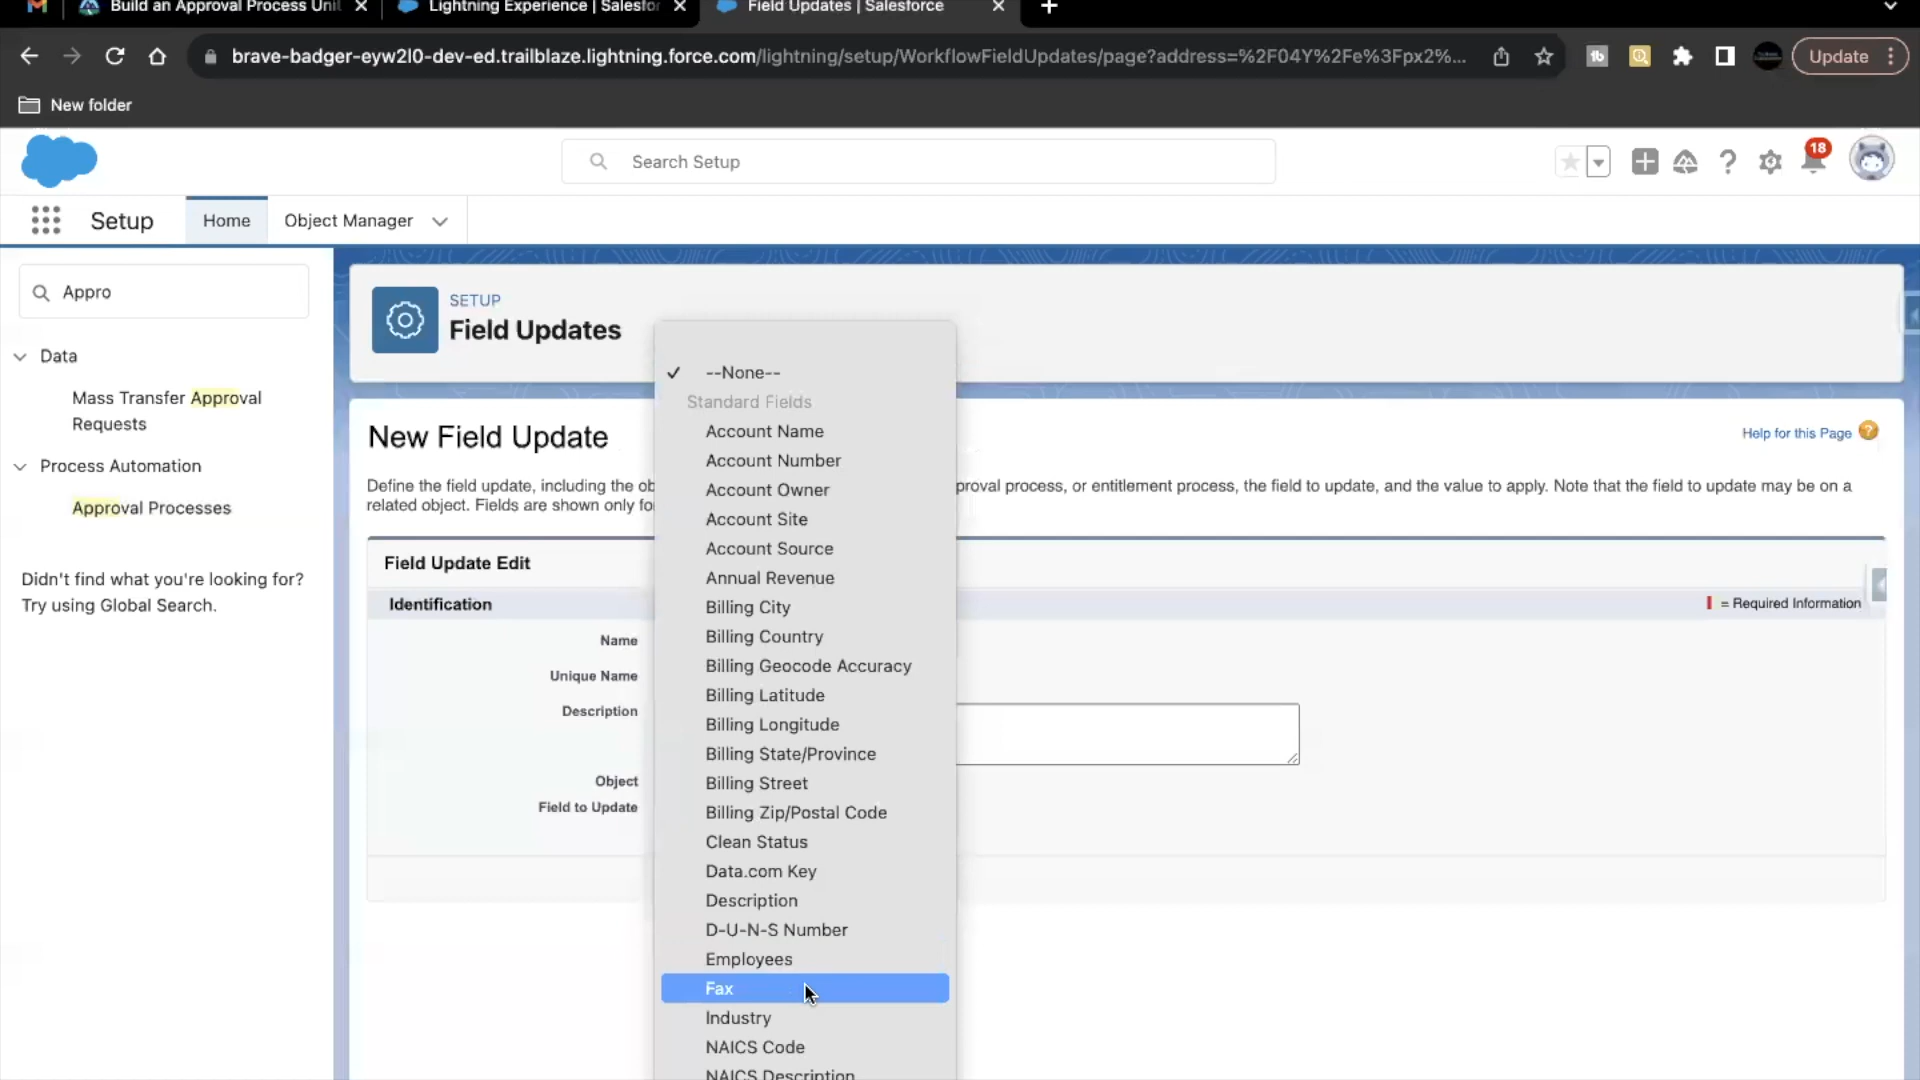 Build an Approval Process Unit
Lightning Experience | Salesfor
Field Updates | Salesforce
brave-badger-eyw2l0-dev-ed.trailblaze.lightning.force.com/lightning/setup/WorkflowFieldUpdates/page?address=%2F04Y%2Fe%3Fpx2%...
Update
New folder
Search Setup
18
Setup
Home
Object Manager
Appro
Data
Mass Transfer Approval
Requests
Process Automation
Approval Processes
Didn't find what you're looking for?
Try using Global Search.
SETUP
Field Updates
New Field Update
Help for this Page
Define the field update, including the ob
proval process, or entitlement process, the field to update, and the value to apply. Note that the field to update may be on a
related object. Fields are shown only fo
Field Update Edit
Identification
= Required Information
Name
Unique Name
Description
Object
Field to Update
--None--
Standard Fields
Account Name
Account Number
Account Owner
Account Site
Account Source
Annual Revenue
Billing City
Billing Country
Billing Geocode Accuracy
Billing Latitude
Billing Longitude
Billing State/Province
Billing Street
Billing Zip/Postal Code
Clean Status
Data.com Key
Description
D-U-N-S Number
Employees
Fax
Industry
NAICS Code
NAICS Description